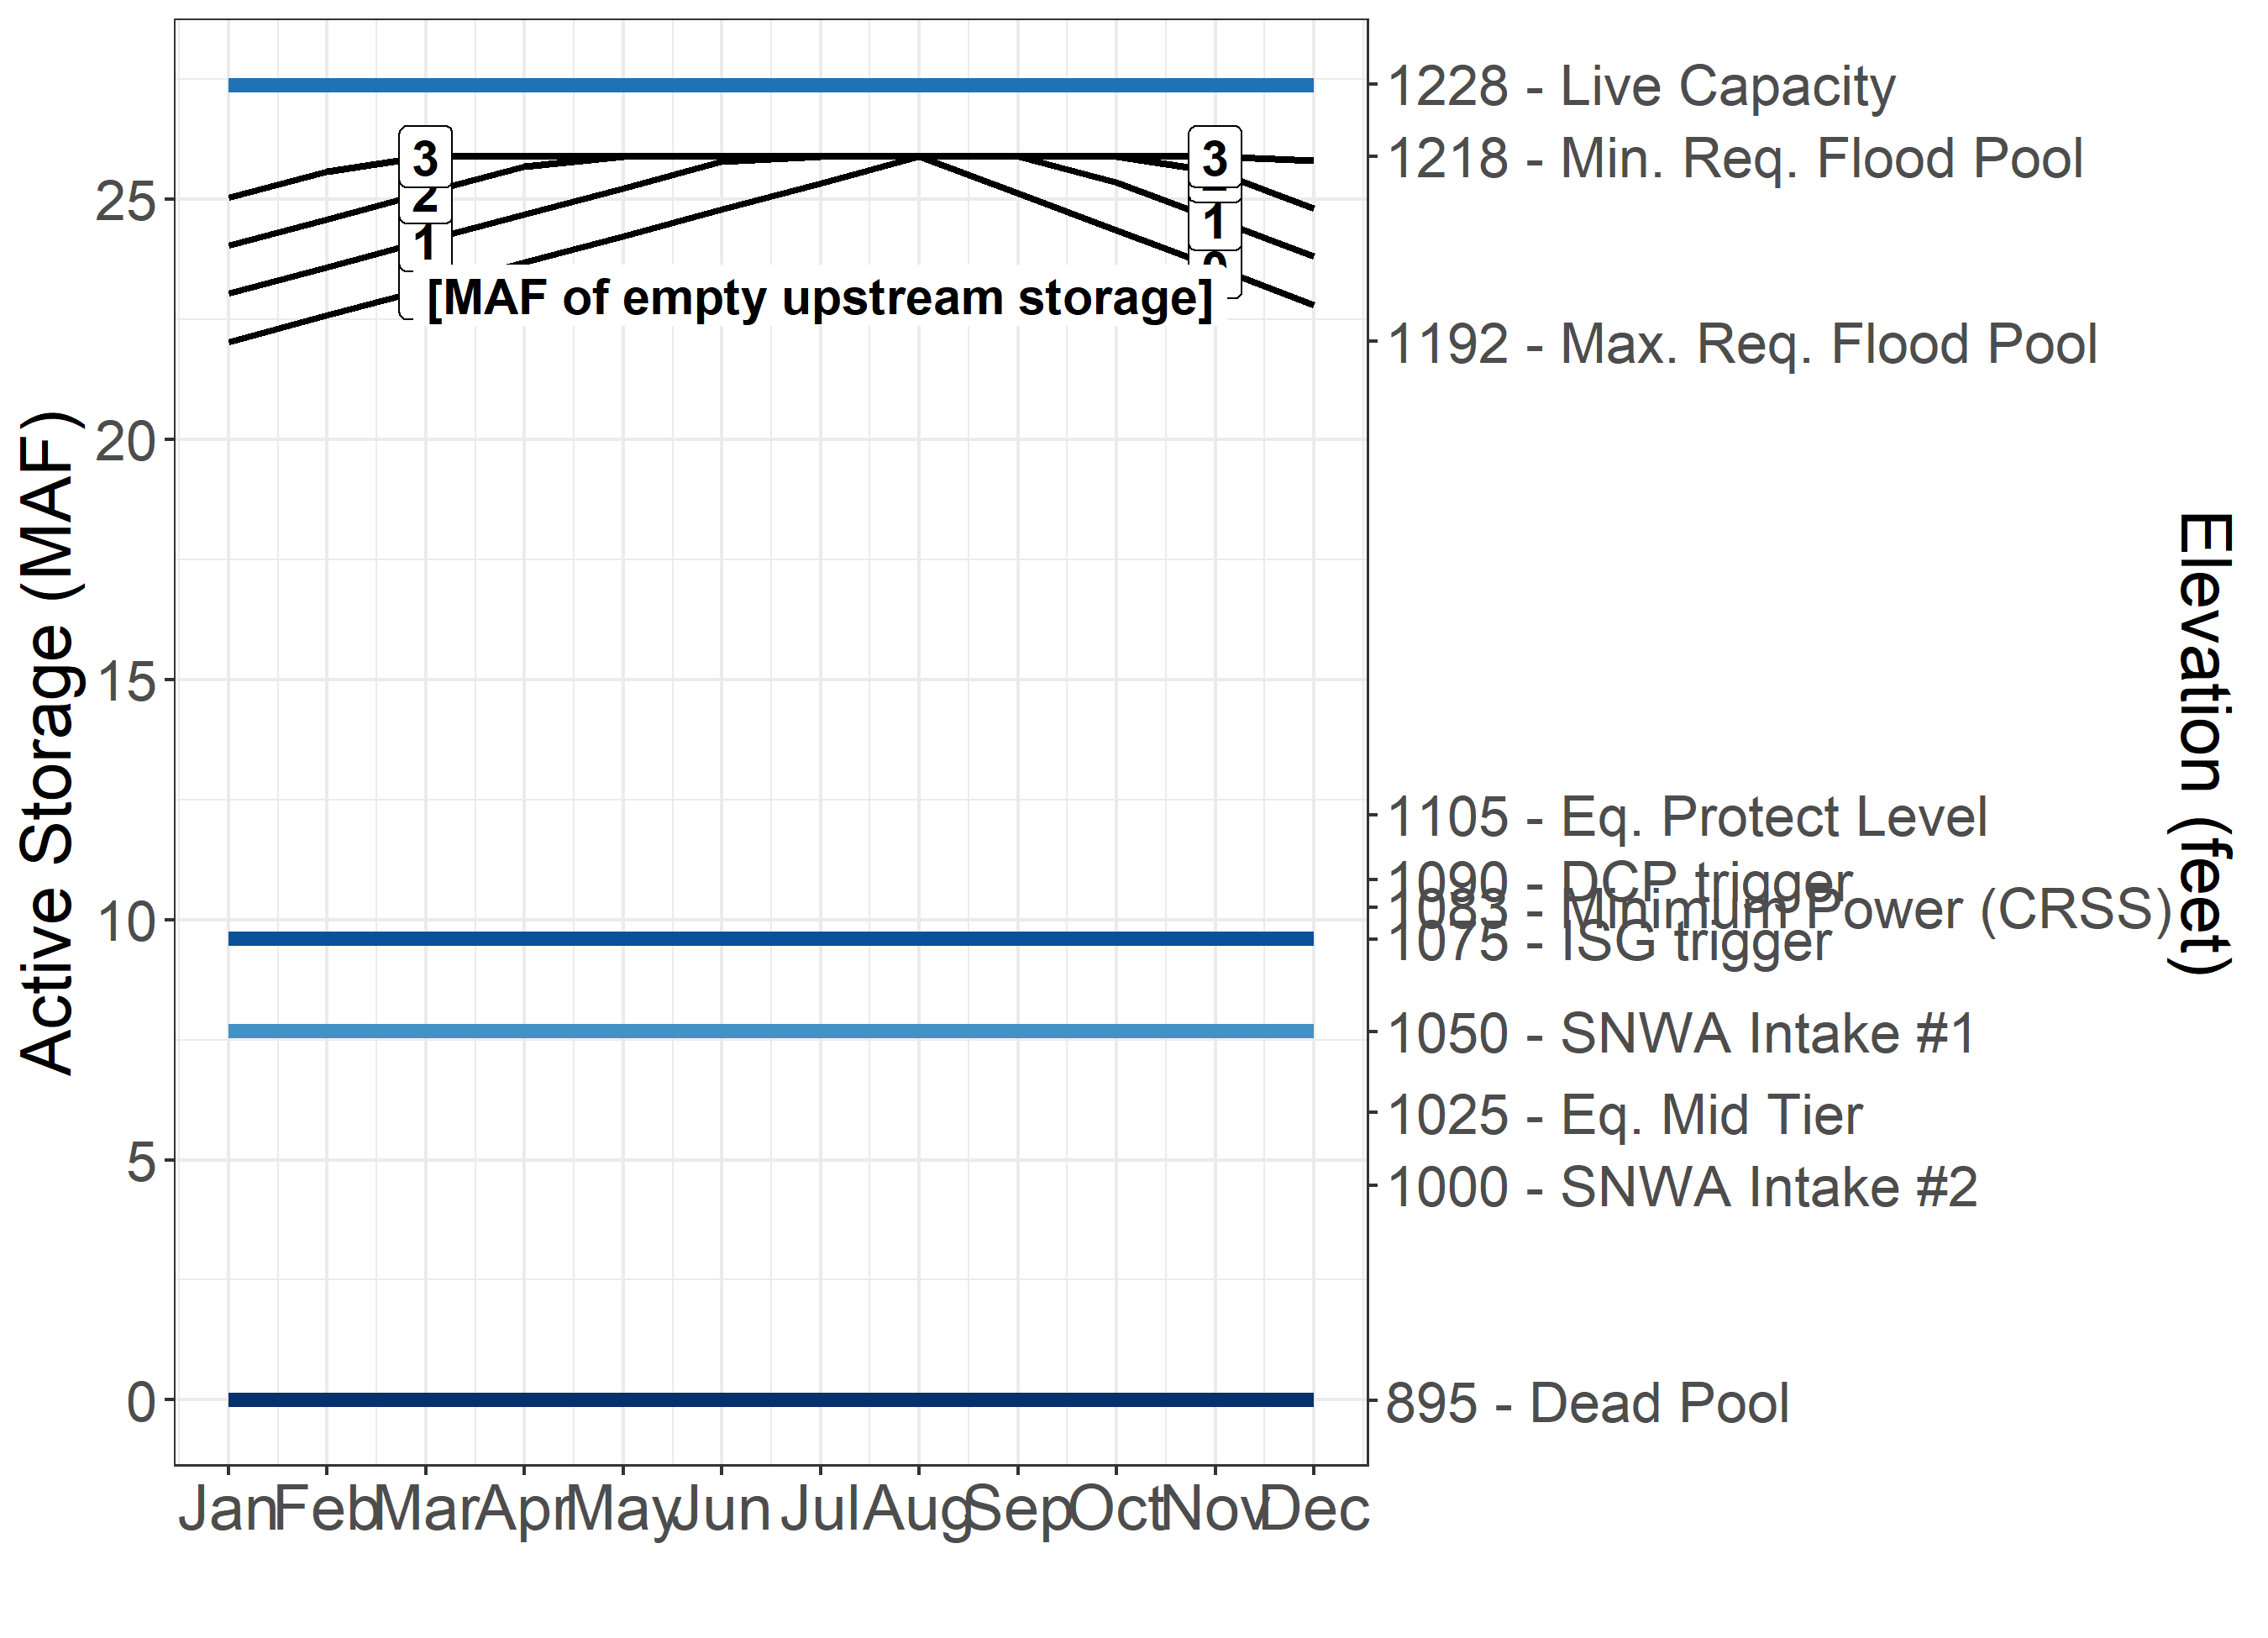 Active Storage (MAF)
25
20
15
10
5
0
3
2
1
3
1
[MAF of empty upstream storage]
1228 - Live Capacity
1218 - Min. Req. Flood Pool
1192 - Max. Req. Flood Pool
1105 - Eq. Protect Level
1090 - DCP trigger
1083 - Minimum Power (CRSS)
1075 - ISG trigger
1050 - SNWA Intake #1
1025 - Eq. Mid Tier
1000 - SNWA Intake #2
895 - Dead Pool
Elevation (feet)
Jan Feb Mar Apr May Jun Jul Aug Sep Oct Nov Dec